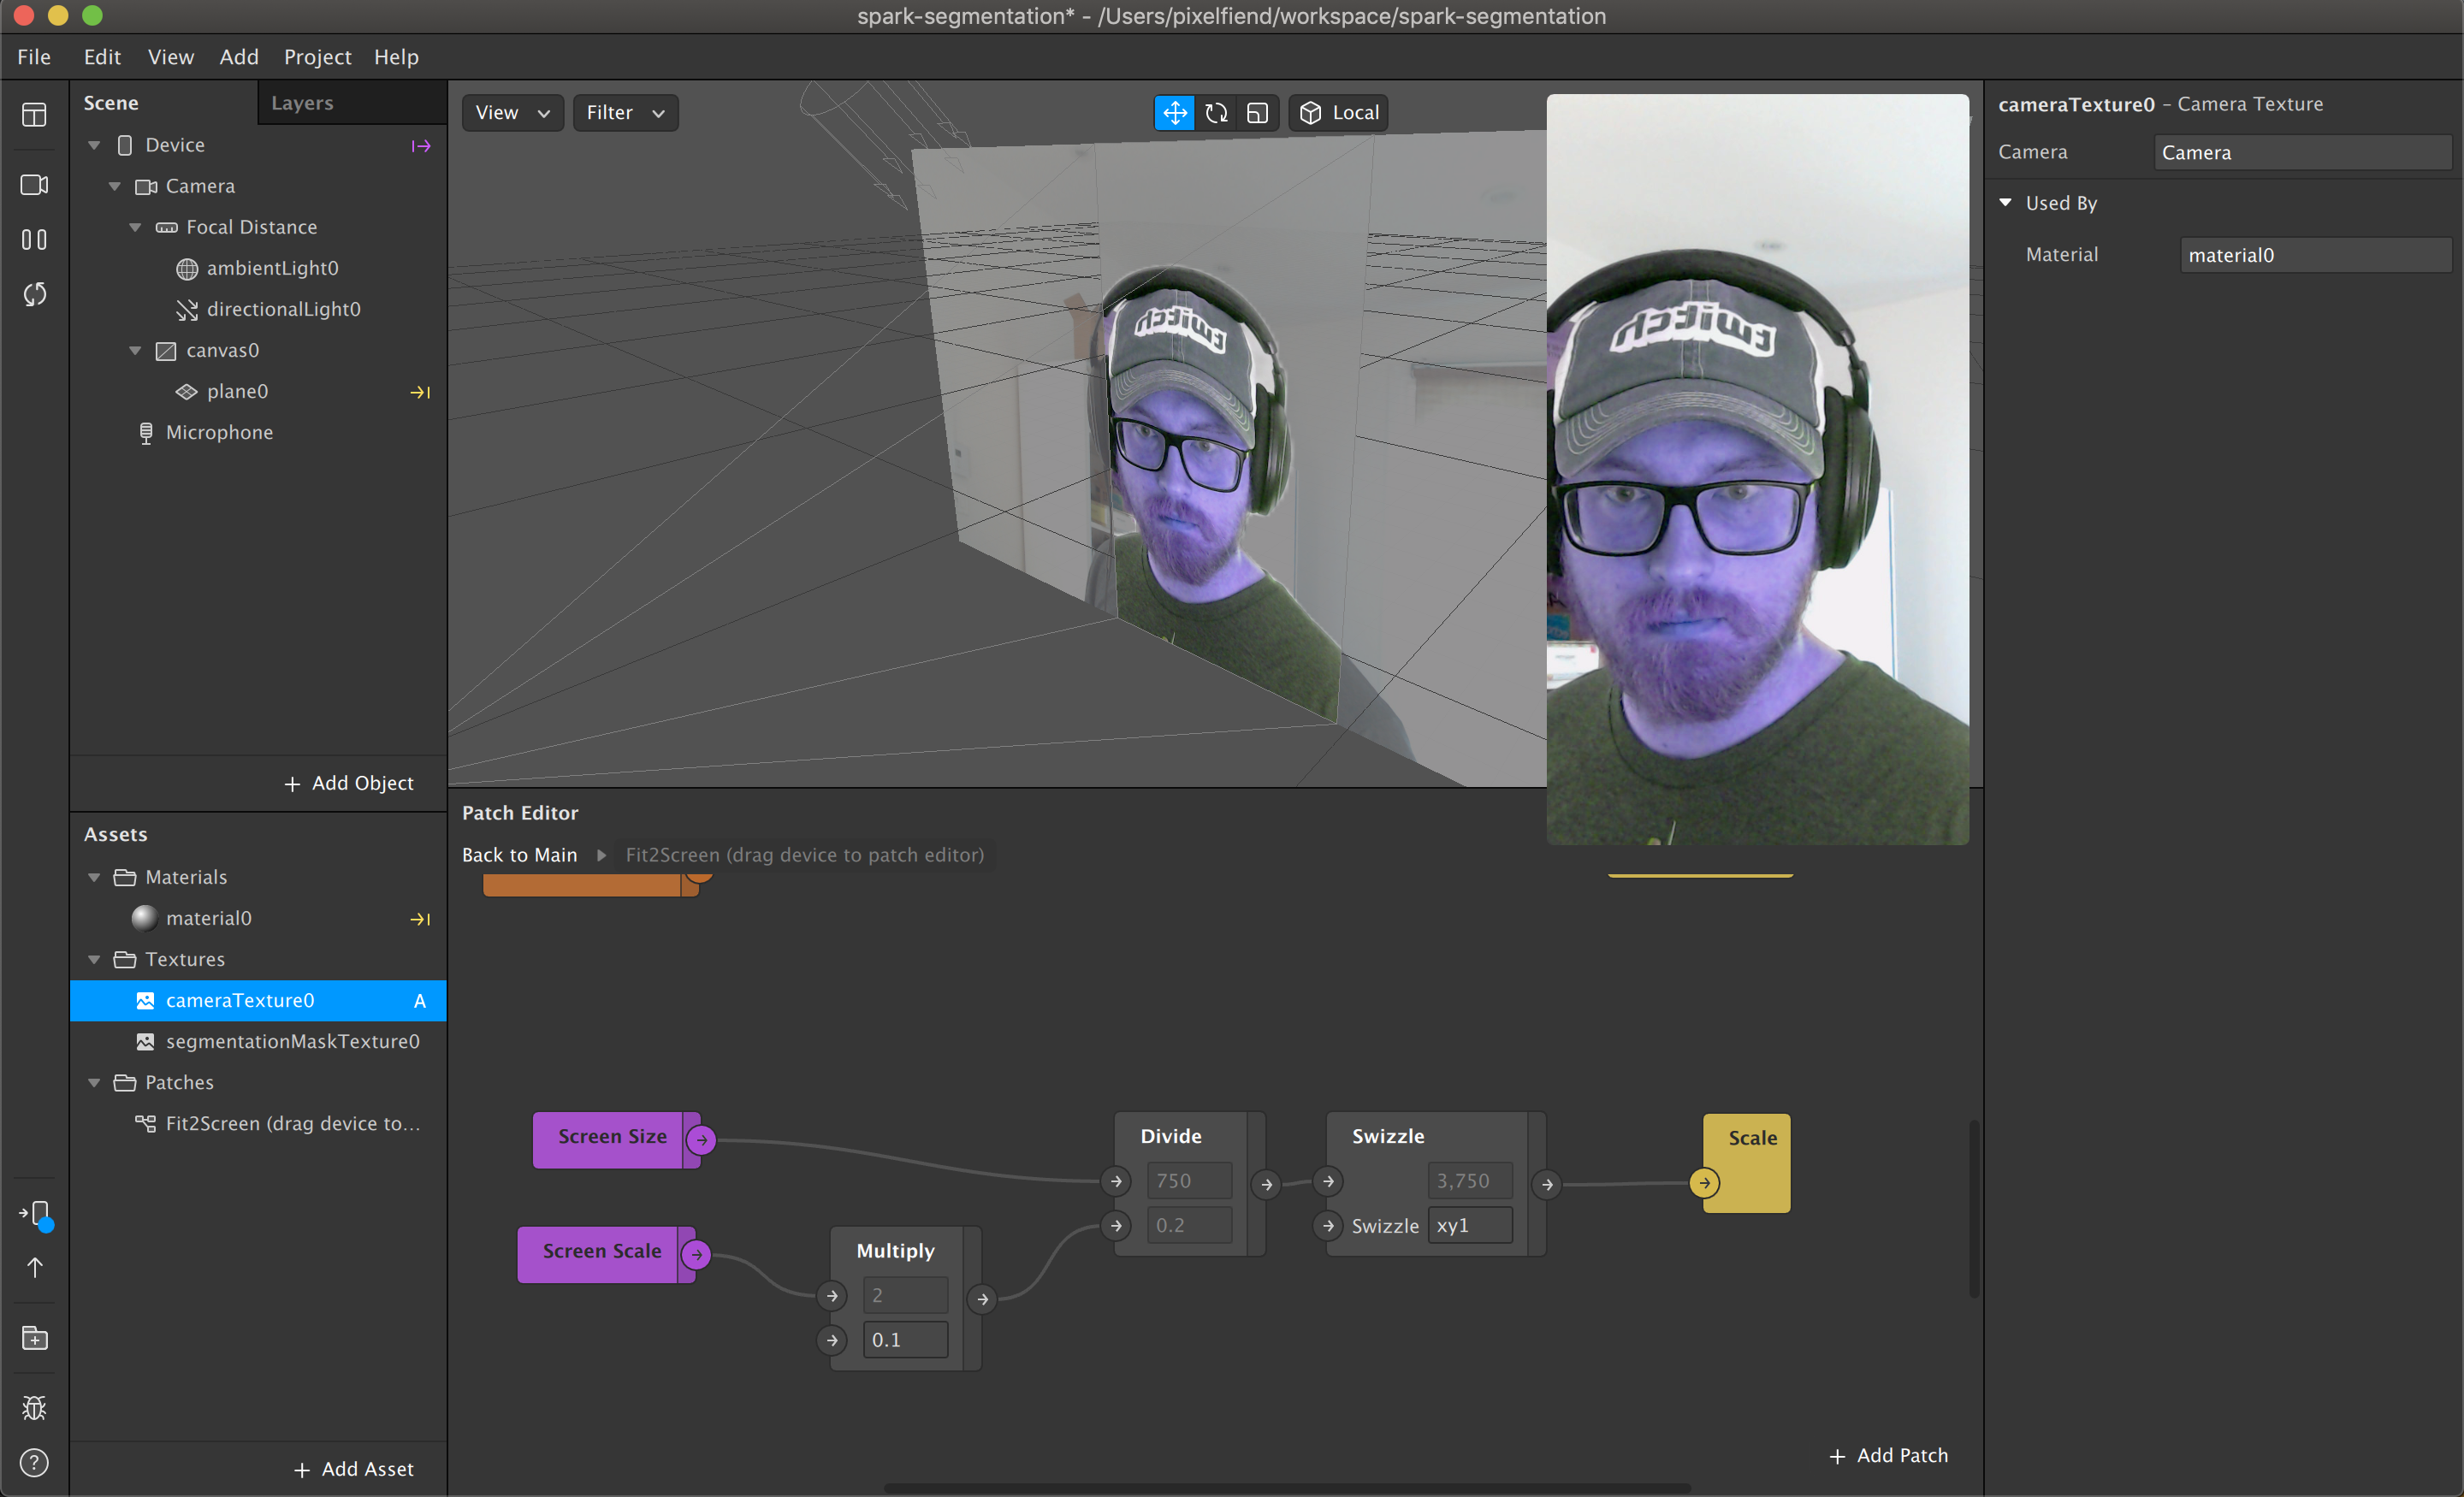 spark-segmentation* - /Users/pixelfiend/workspace/spark-segmentation
File Edit View Add Project Help
Scene Layers
Device
Camera
Focal Distance
ambientLight0
directionalLight0
canvas0
plane0
Microphone
+ Add Object
Assets
Materials
material0
Textures
cameraTexture0 A
segmentationMaskTexture0
Patches
Fit2Screen (drag device to...
+ Add Asset
View Filter Local
twitch
twitch
Patch Editor
Back to Main Fit2Screen (drag device to patch editor)
Screen Size
Screen Scale
Multiply
2
0.1
Divide
750
0.2
Swizzle
3,750
Swizzle xy1
Scale
+ Add Patch
cameraTexture0 – Camera Texture
Camera Camera
Used By
Material material0
?